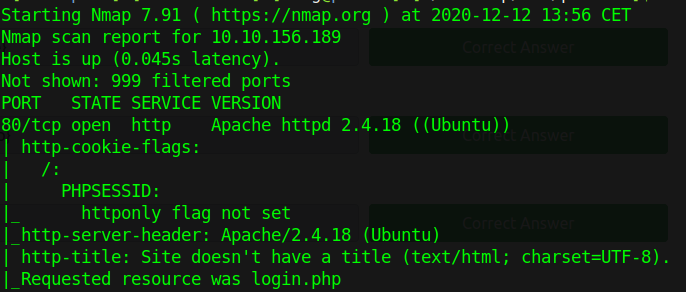 Starting Nmap 7.91 ( https://nmap.org ) at 2020-12-12 13:56 CET
Nmap scan report for 10.10.156.189
Host is up (0.045s latency).
Not shown: 999 filtered ports
PORT   STATE SERVICE VERSION
80/tcp open  http    Apache httpd 2.4.18 ((Ubuntu))
| http-cookie-flags:
|   /:
|     PHPSESSID:
|_      httponly flag not set
|_http-server-header: Apache/2.4.18 (Ubuntu)
| http-title: Site doesn't have a title (text/html; charset=UTF-8).
|_Requested resource was login.php
Correct Answer
Correct Answer
Correct Answer